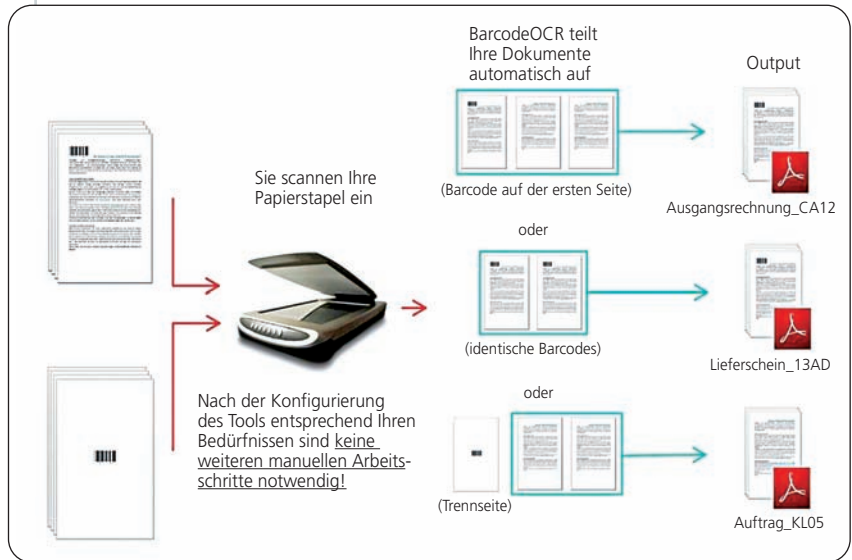 BarcodeOCR teilt
Ihre Dokumente
automatisch auf
Output
Sie scannen Ihre
Papierstapel ein
(Barcode auf der ersten Seite)
Ausgangsrechnung_CA12
oder
(identische Barcodes)
Lieferschein_13AD
Nach der Konfigurierung
des Tools entsprechend Ihren
Bedürfnissen sind keine
weiteren manuellen Arbeits-
schritte notwendig!
oder
(Trennseite)
Auftrag_KL05